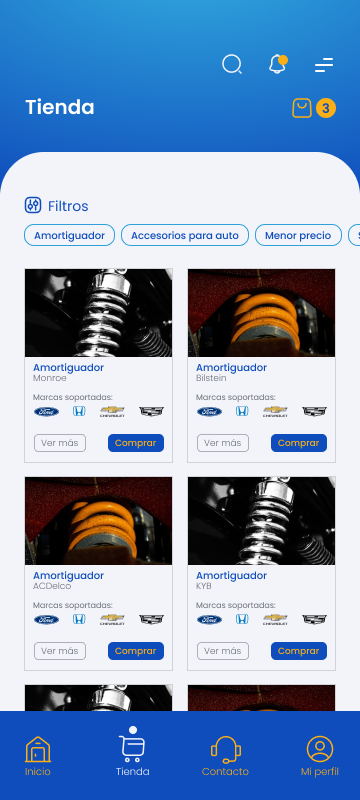 Tienda
3
Filtros
Amortiguador
Accesorios para auto
Menor precio
Amortiguador
Monroe
Marcas soportadas:
Ford
CHEVROLET
Ver más
Comprar
Amortiguador
Bilstein
Marcas soportadas:
Ford
CHEVROLET
Ver más
Comprar
Amortiguador
ACDelco
Marcas soportadas:
Ford
CHEVROLET
Ver más
Comprar
Amortiguador
KYB
Marcas soportadas:
Ford
CHEVROLET
Ver más
Comprar
Inicio
Tienda
Contacto
Mi perfil